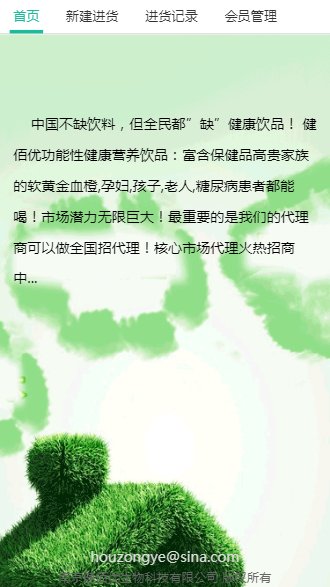 首页 新建进货 进货记录 会员管理
中国不缺饮料，但全民都”缺”健康饮品！ 健
佰优功能性健康营养饮品：富含保健品高贵家族
的软黄金血橙,孕妇,孩子,老人,糖尿病患者都能
喝！市场潜力无限巨大！最重要的是我们的代理
商可以做全国招代理！核心市场代理火热招商
中...
houzongye@sina.com
物科技有限公司 版权所有